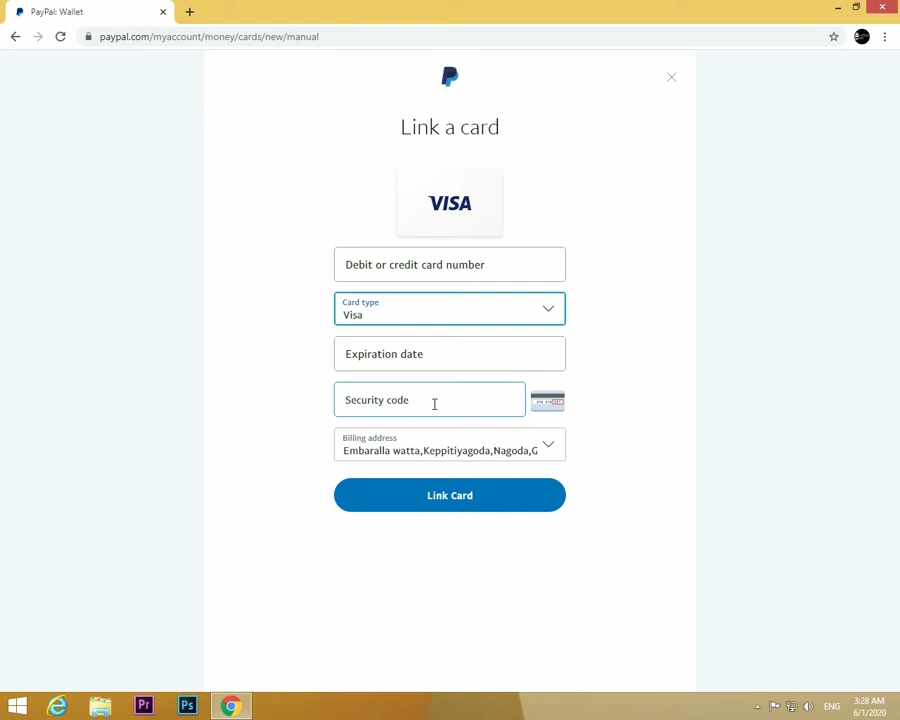 PayPal: Wallet
paypal.com/myaccount/money/cards/new/manual
Link a card
VISA
Debit or credit card number
Card type
Visa
Expiration date
Security code
Billing address
Embaralla watta,Keppitiyagoda,Nagoda,G
Link Card
Pr
Ps
ENG
3:28 AM
6/1/2020